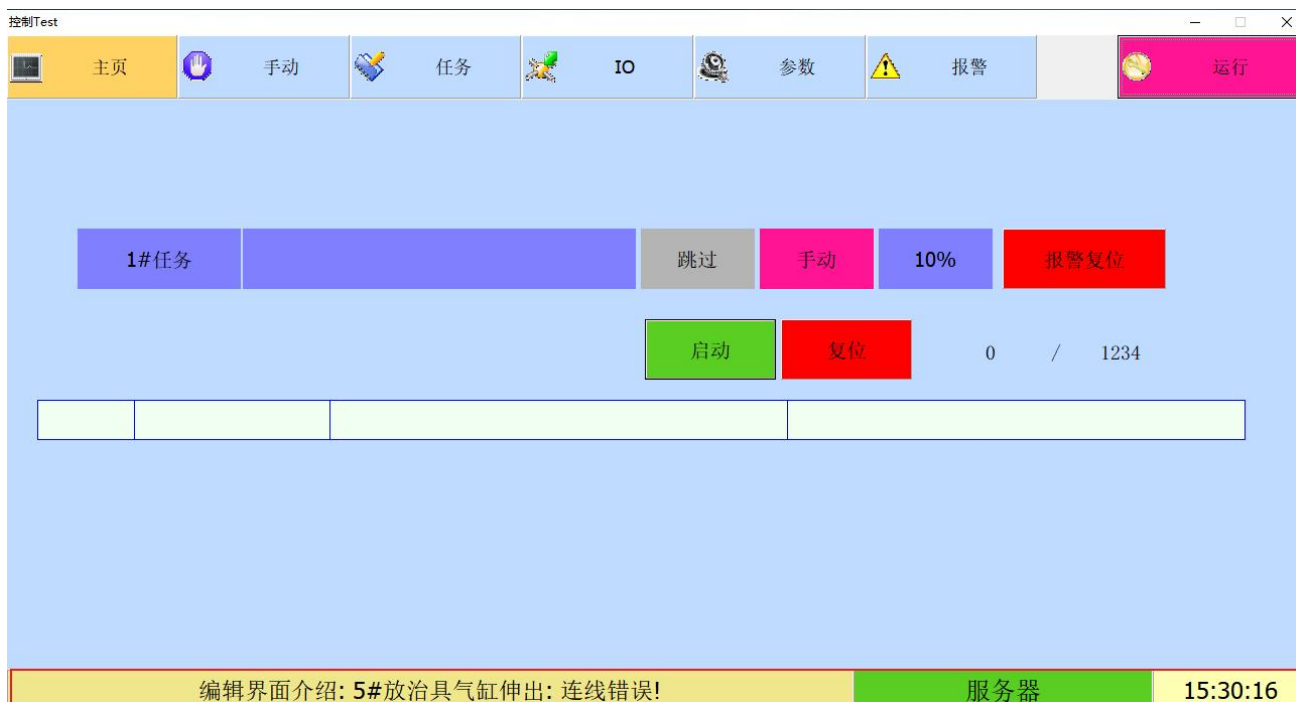 控制Test
主页 手动 任务 IO 参数 报警 运行
1#任务 跳过 手动 10% 报警复位
启动 复位 0 / 1234
编辑界面介绍: 5#放治具气缸伸出: 连线错误! 服务器 15:30:16